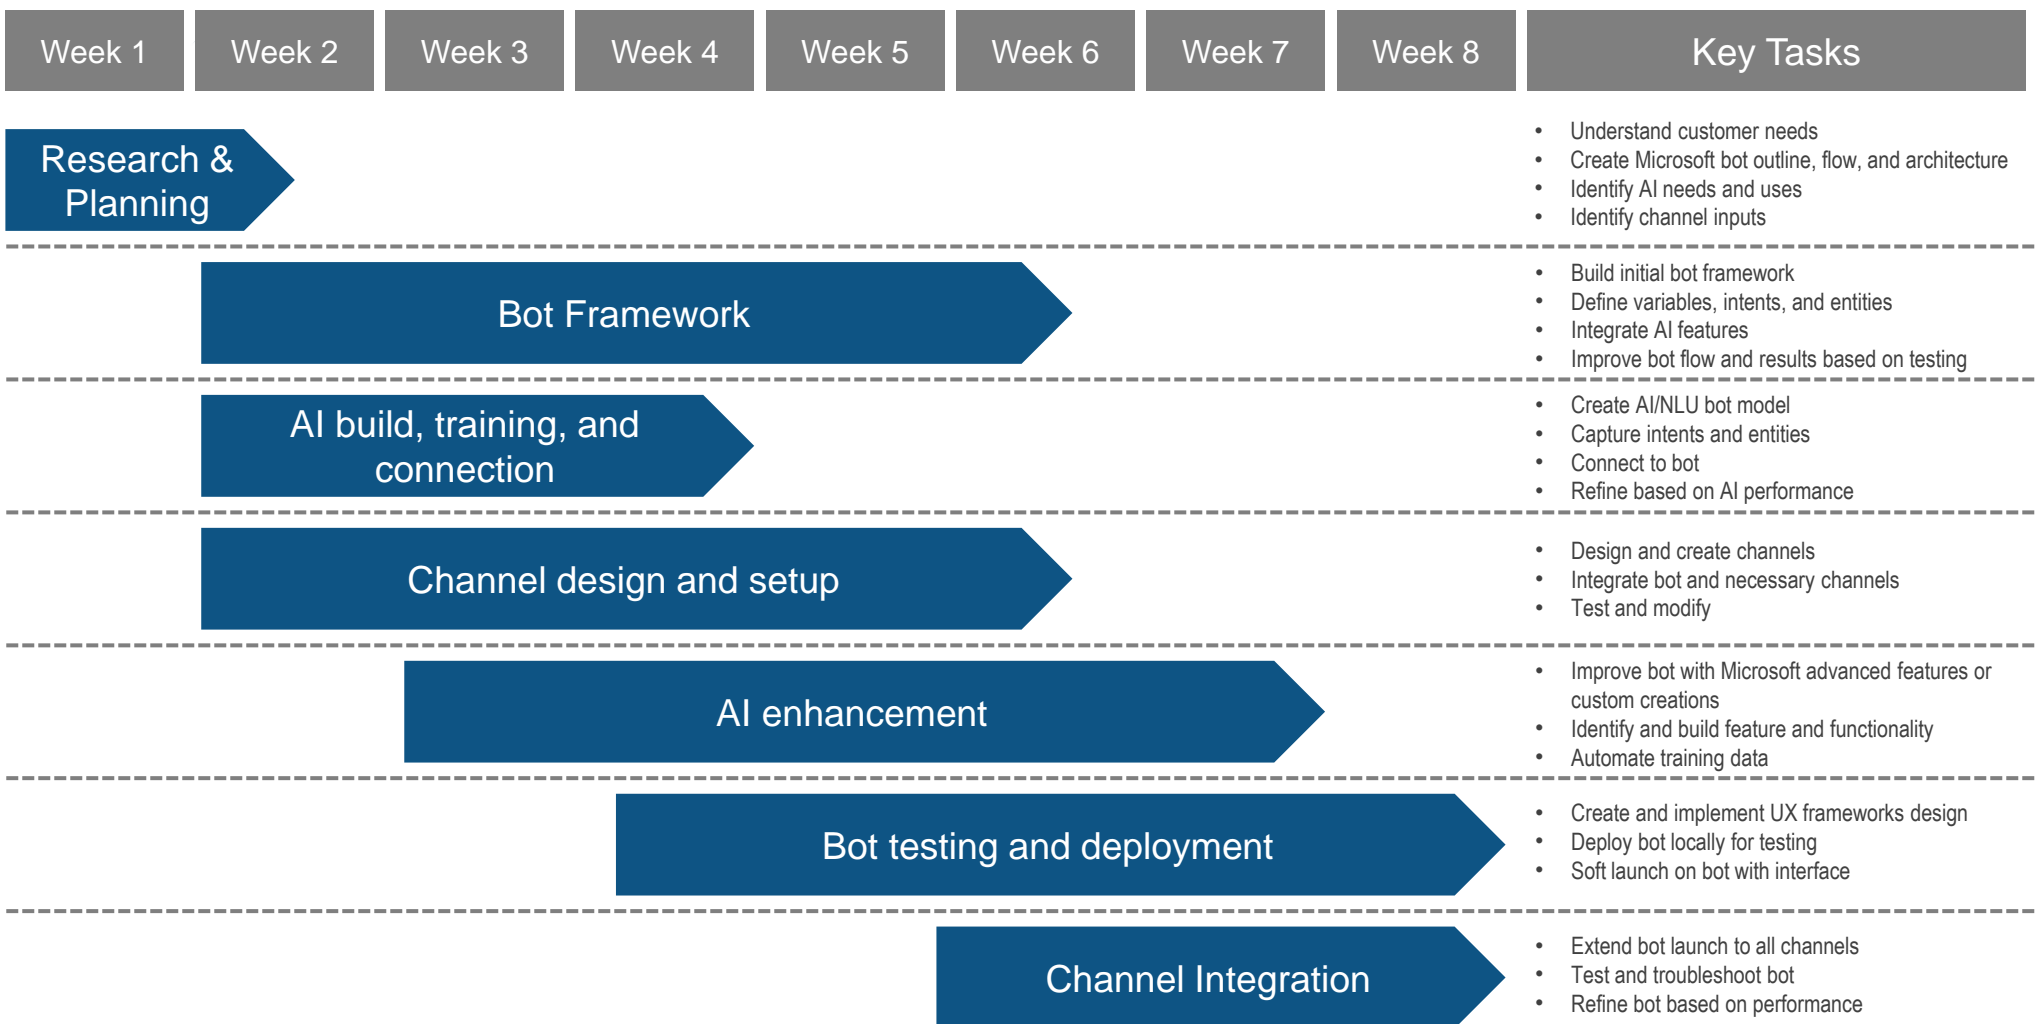 Week 1 Week 2 Week 3 Week 4 Week 5 Week 6 Week 7 Week 8 Key Tasks
Research &
Planning
• Understand customer needs
• Create Microsoft bot outline, flow, and architecture
• Identify AI needs and uses
• Identify channel inputs
Bot Framework
• Build initial bot framework
• Define variables, intents, and entities
• Integrate AI features
• Improve bot flow and results based on testing
AI build, training, and
connection
• Create AI/NLU bot model
• Capture intents and entities
• Connect to bot
• Refine based on AI performance
Channel design and setup
• Design and create channels
• Integrate bot and necessary channels
• Test and modify
AI enhancement
• Improve bot with Microsoft advanced features or
custom creations
• Identify and build feature and functionality
• Automate training data
Bot testing and deployment
• Create and implement UX frameworks design
• Deploy bot locally for testing
• Soft launch on bot with interface
Channel Integration
• Extend bot launch to all channels
• Test and troubleshoot bot
• Refine bot based on performance